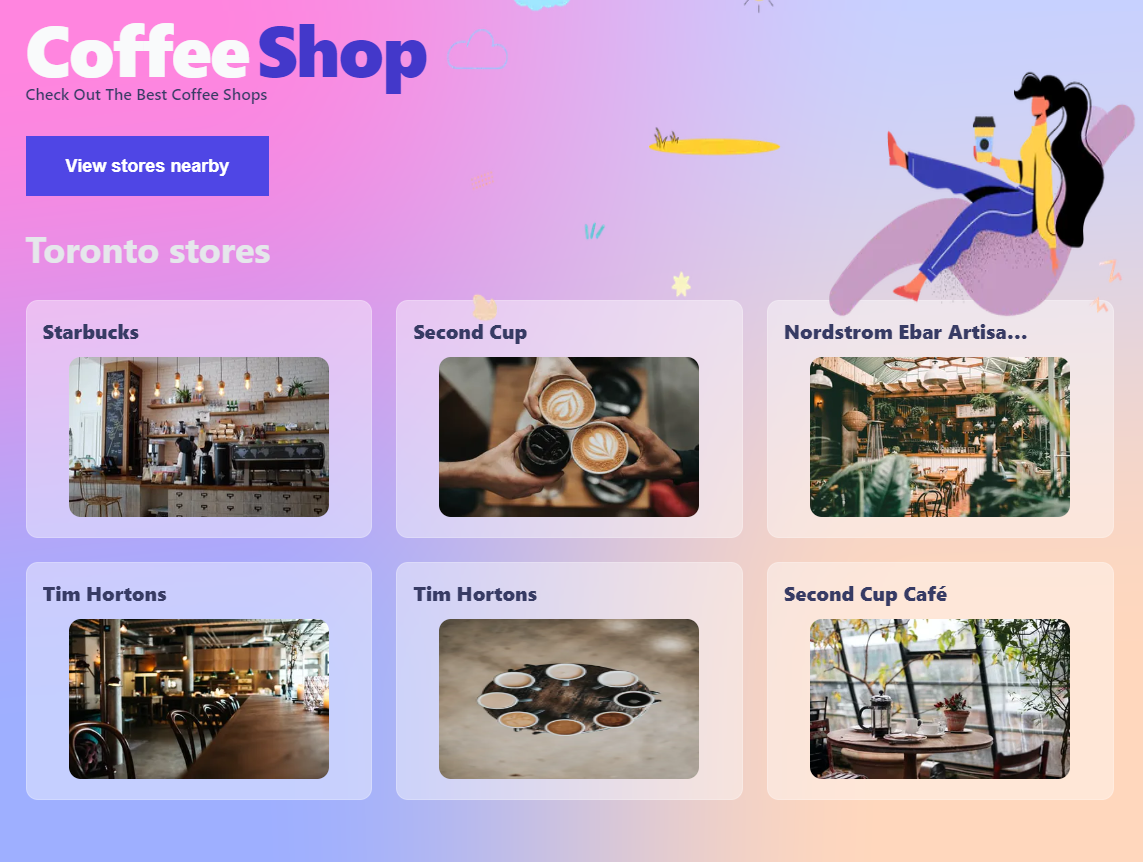 Coffee Shop
Check Out The Best Coffee Shops
View stores nearby
Toronto stores
Starbucks
Second Cup
Nordstrom Ebar Artisa...
Tim Hortons
Tim Hortons
Second Cup Café